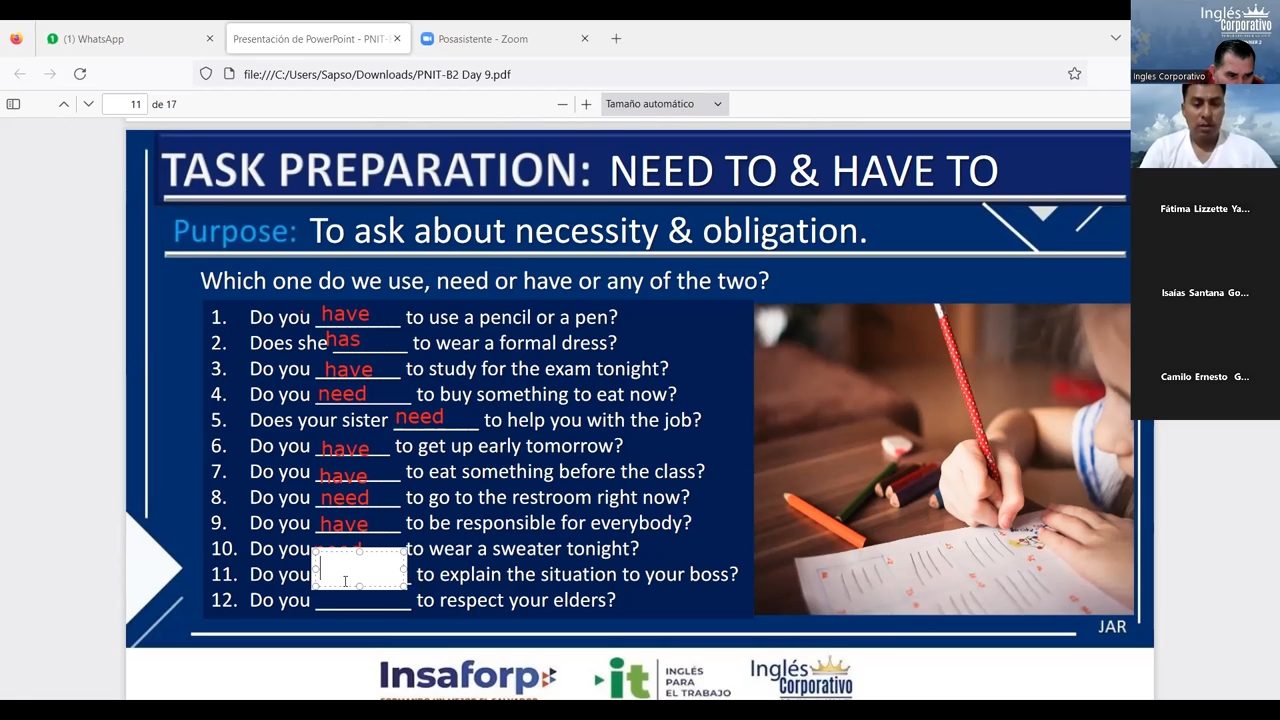 (1) WhatsApp
Presentación de PowerPoint - PNIT-
Posasistente - Zoom
file:///C:/Users/Sapso/Downloads/PNIT-B2 Day 9.pdf
11 de 17
Tamaño automático
TASK PREPARATION: NEED TO & HAVE TO
Purpose: To ask about necessity & obligation.
Which one do we use, need or have or any of the two?
1. Do you have to use a pencil or a pen?
2. Does she has to wear a formal dress?
3. Do you have to study for the exam tonight?
4. Do you need to buy something to eat now?
5. Does your sister need to help you with the job?
6. Do you have to get up early tomorrow?
7. Do you have to eat something before the class?
8. Do you need to go to the restroom right now?
9. Do you have to be responsible for everybody?
10. Do you need to wear a sweater tonight?
11. Do you to explain the situation to your boss?
12. Do you ________ to respect your elders?
JAR
Insaforp
it INGLÉS PARA EL TRABAJO
Inglés Corporativo
Inglés Corporativo
Ingles Corporativo
Fátima Lizzette Ya...
Isaías Santana Go...
Camilo Ernesto G...